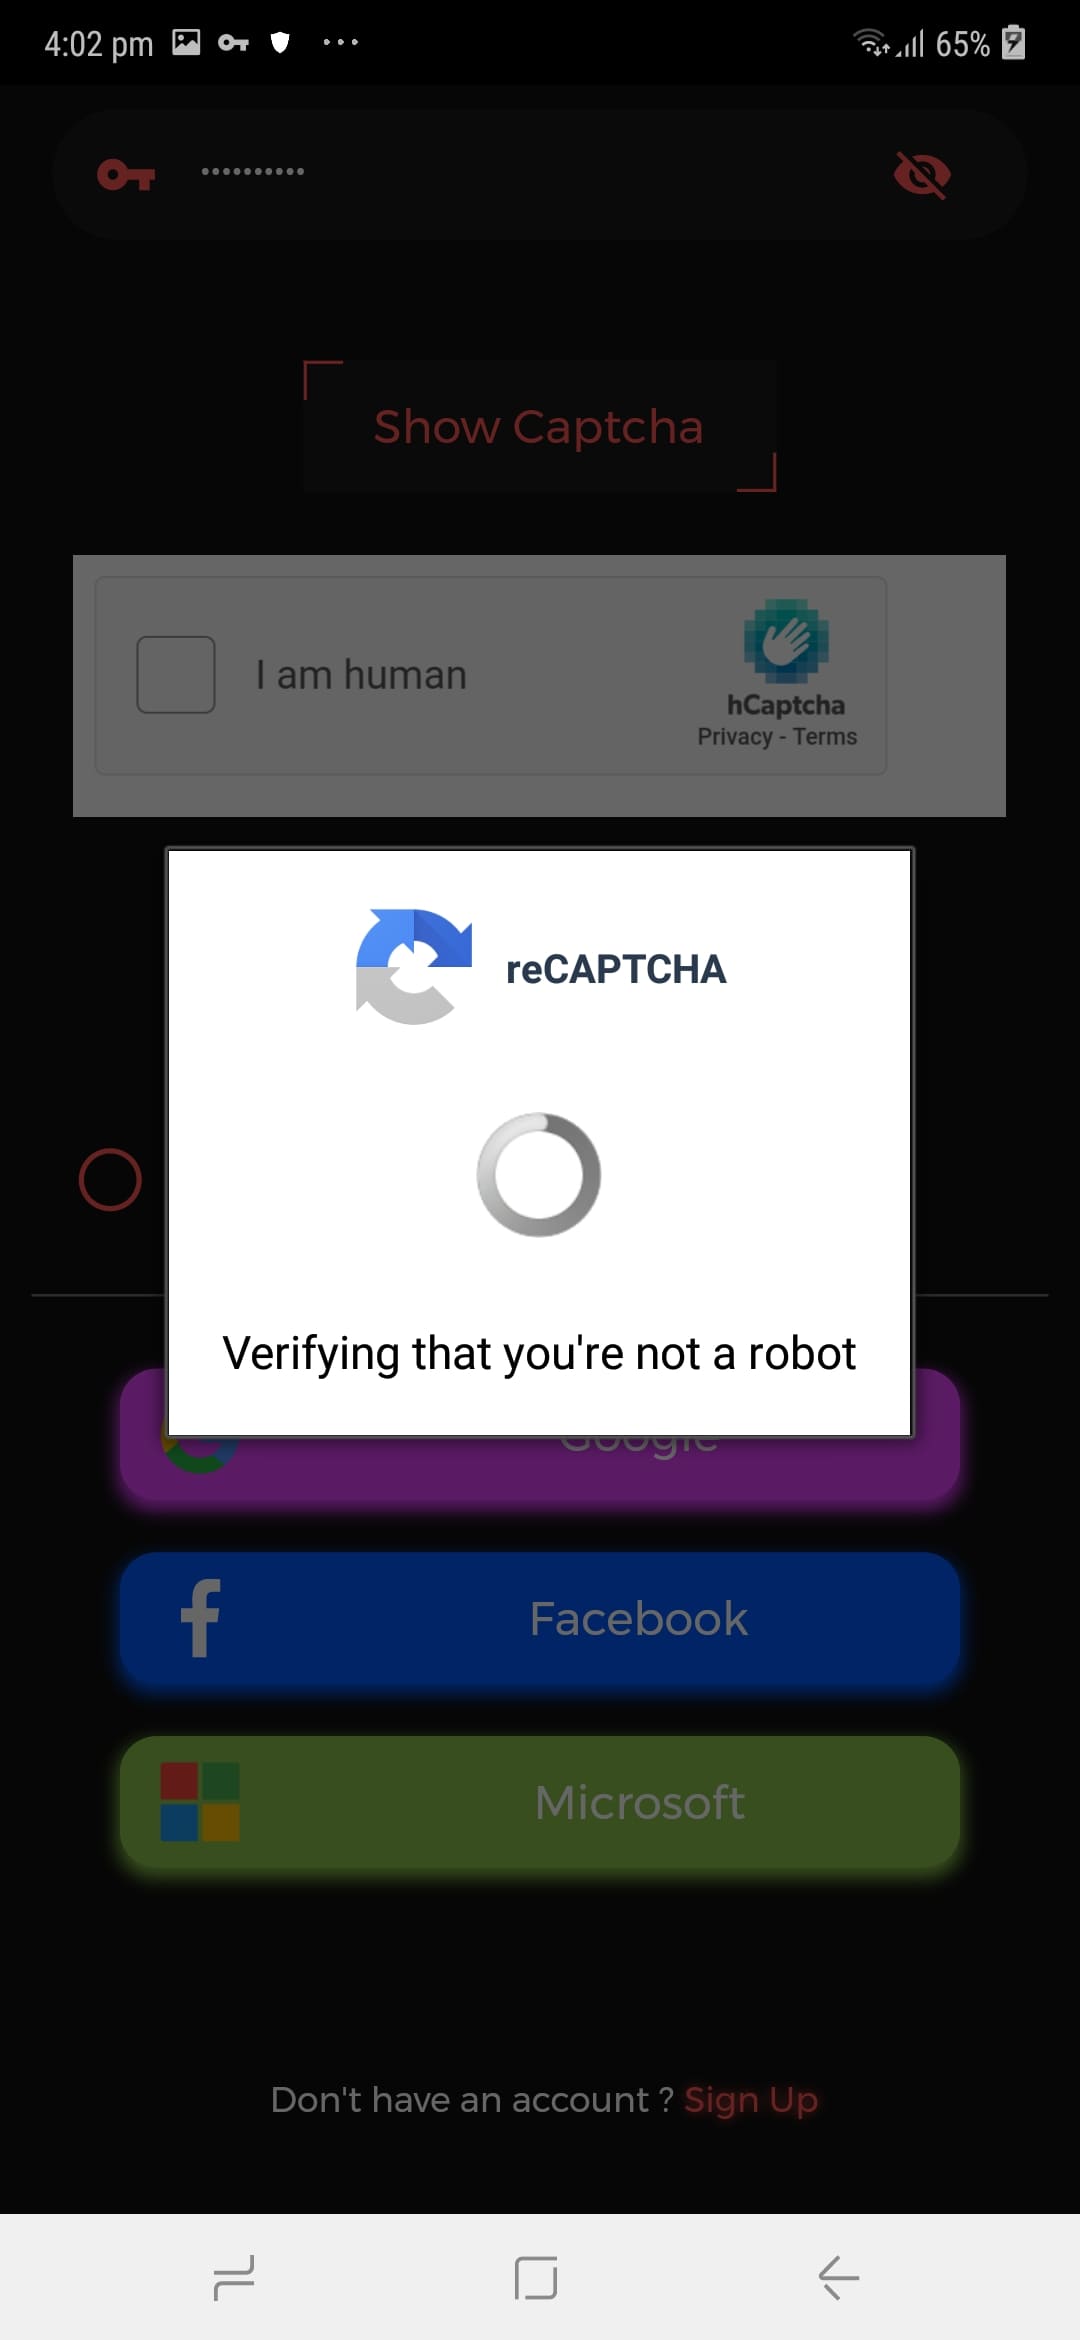 4:02 pm
65%
••••••••••
Show Captcha
I am human
hCaptcha
Privacy - Terms
reCAPTCHA
Verifying that you're not a robot
Google
Facebook
Microsoft
Don't have an account ? Sign Up